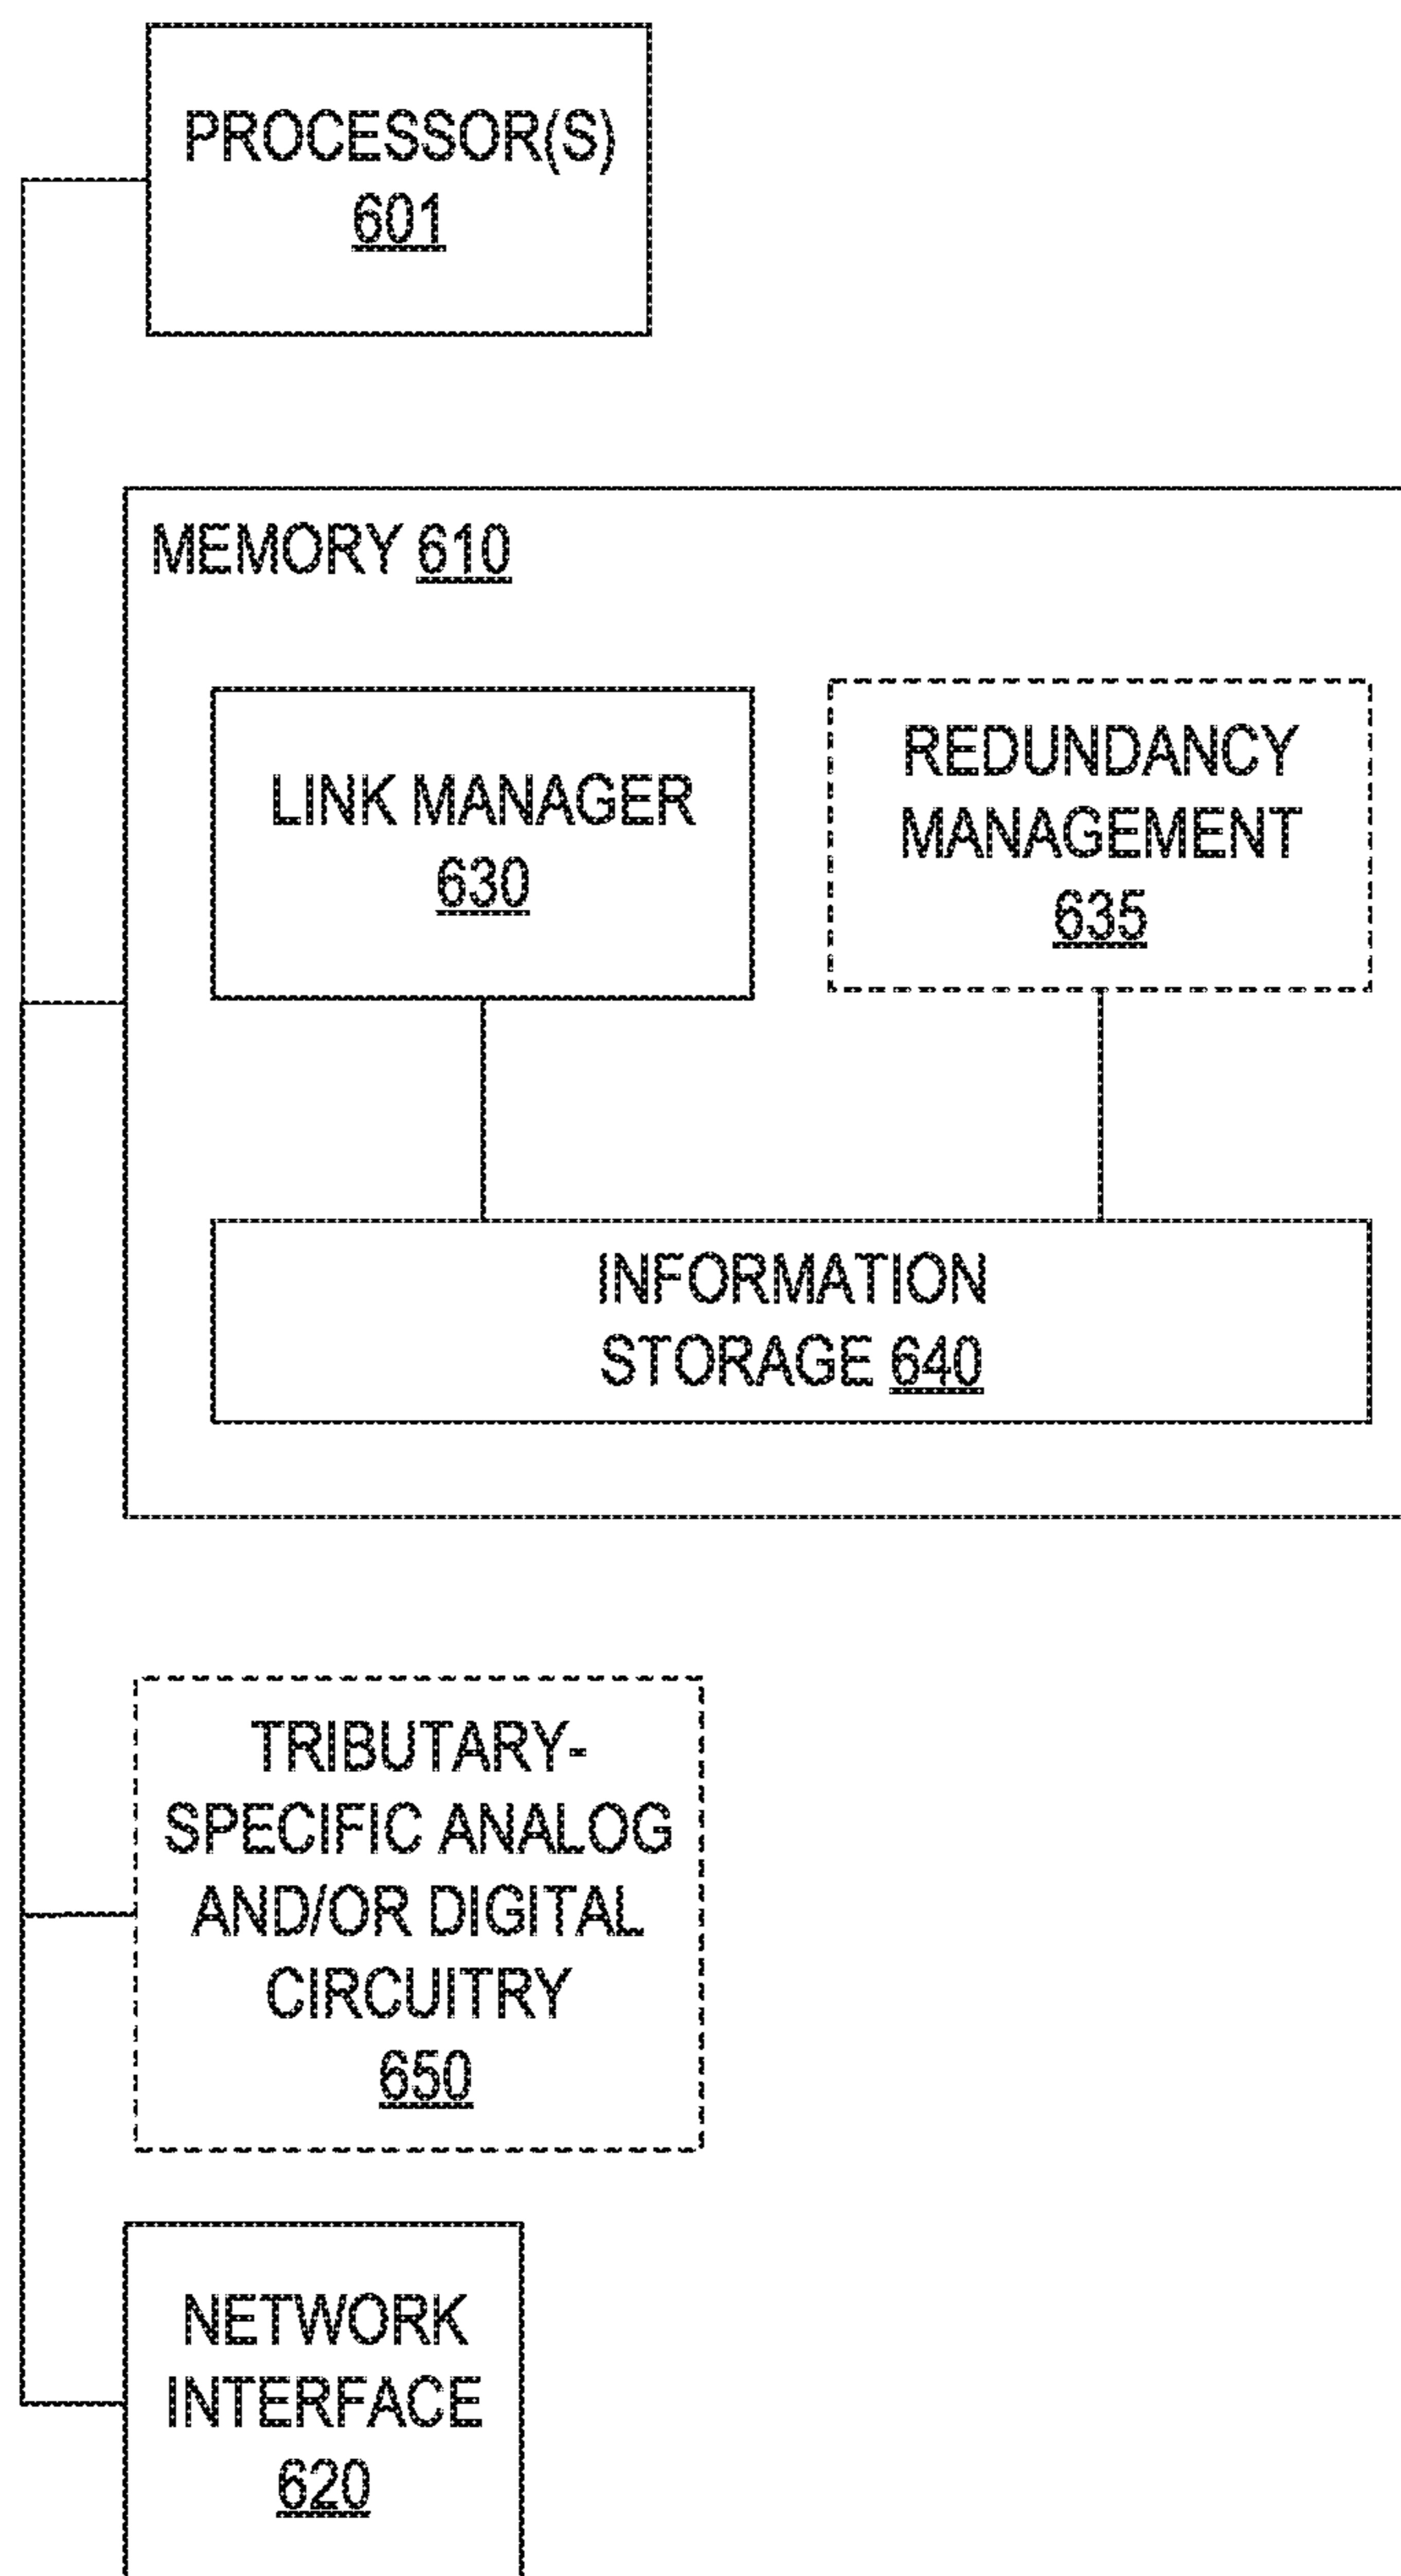 PROCESSOR(S)
601
MEMORY 610
LINK MANAGER
630
REDUNDANCY
MANAGEMENT
635
INFORMATION
STORAGE 640
TRIBUTARY-
SPECIFIC ANALOG
AND/OR DIGITAL
CIRCUITRY
650
NETWORK
INTERFACE
620